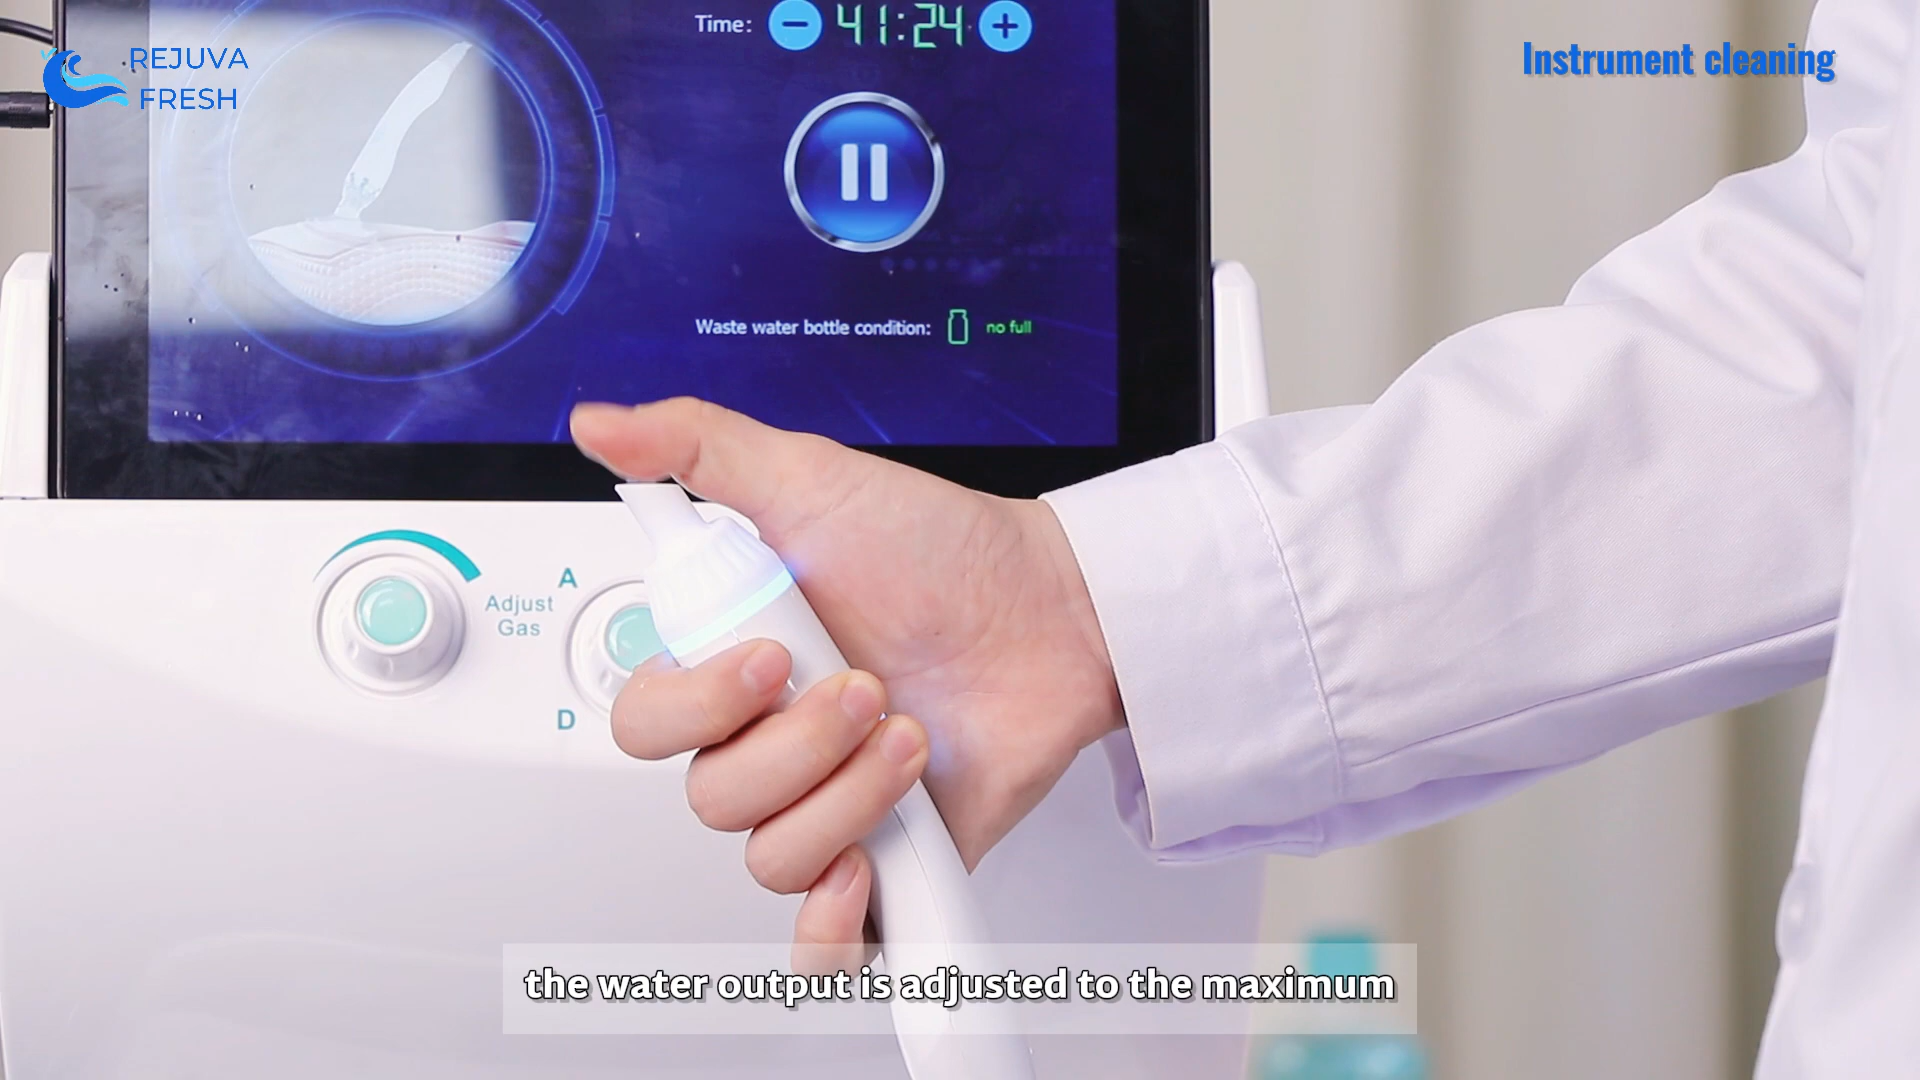 REJUVA
FRESH
Time:
41:24
Instrument cleaning
Waste water bottle condition:
no full
A
Adjust
Gas
D
the water output is adjusted to the maximum